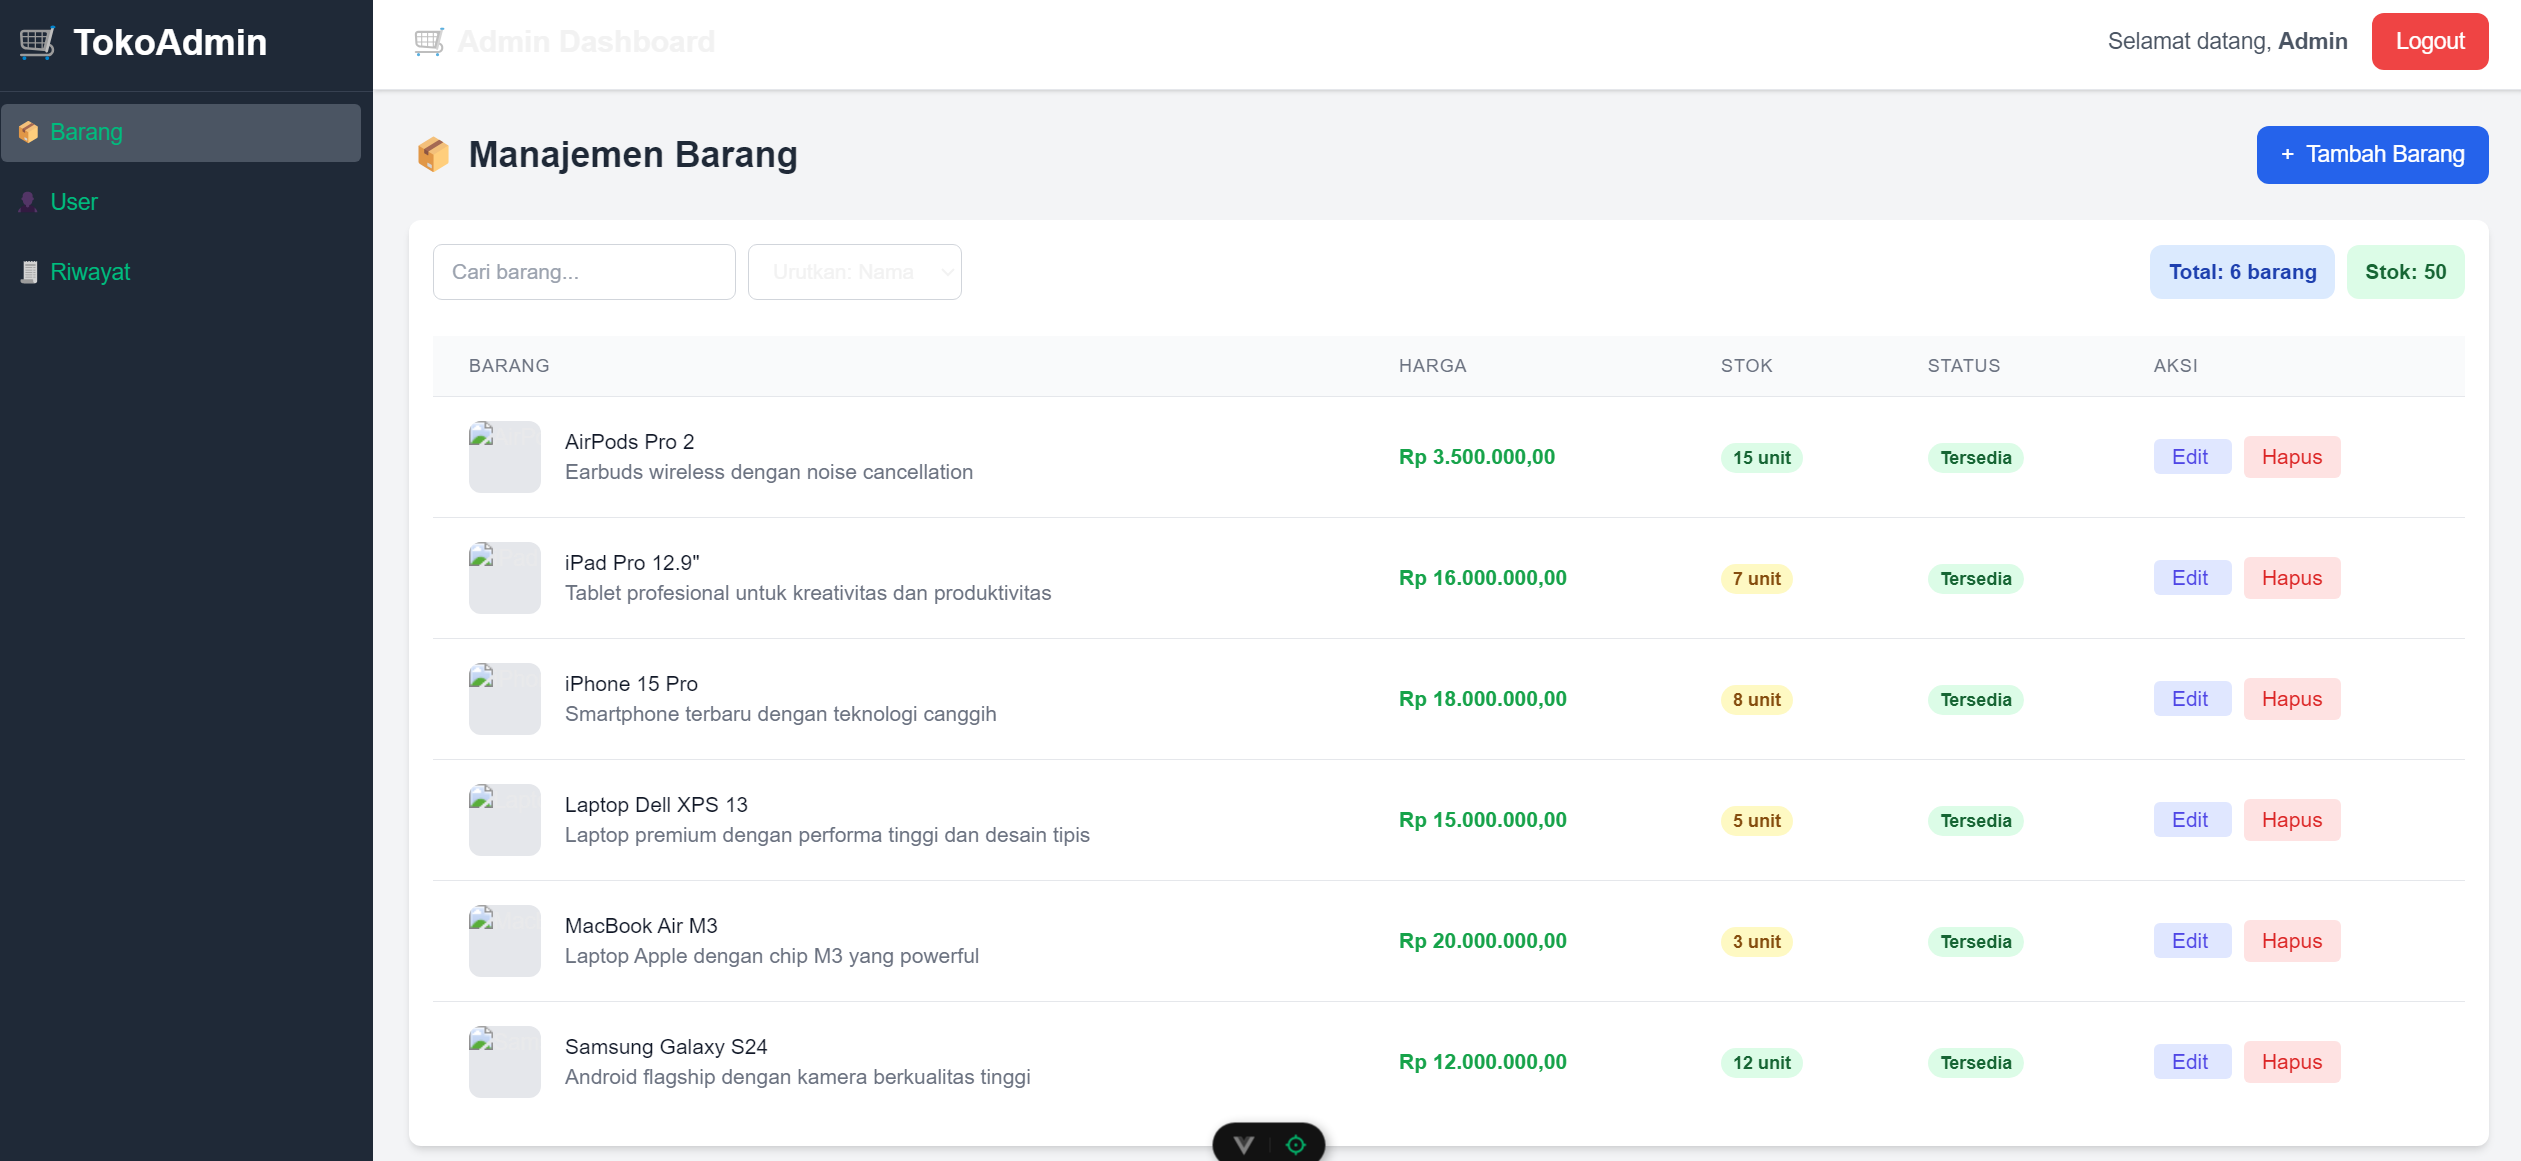 TokoAdmin
Admin Dashboard
Selamat datang, Admin
Logout
Barang
User
Riwayat
Manajemen Barang
+ Tambah Barang
Cari barang...
Urutkan: Nama
Total: 6 barang
Stok: 50
BARANG HARGA STOK STATUS AKSI
AirPods Pro 2
Earbuds wireless dengan noise cancellation
Rp 3.500.000,00 15 unit Tersedia Edit Hapus
iPad Pro 12.9"
Tablet profesional untuk kreativitas dan produktivitas
Rp 16.000.000,00 7 unit Tersedia Edit Hapus
iPhone 15 Pro
Smartphone terbaru dengan teknologi canggih
Rp 18.000.000,00 8 unit Tersedia Edit Hapus
Laptop Dell XPS 13
Laptop premium dengan performa tinggi dan desain tipis
Rp 15.000.000,00 5 unit Tersedia Edit Hapus
MacBook Air M3
Laptop Apple dengan chip M3 yang powerful
Rp 20.000.000,00 3 unit Tersedia Edit Hapus
Samsung Galaxy S24
Android flagship dengan kamera berkualitas tinggi
Rp 12.000.000,00 12 unit Tersedia Edit Hapus